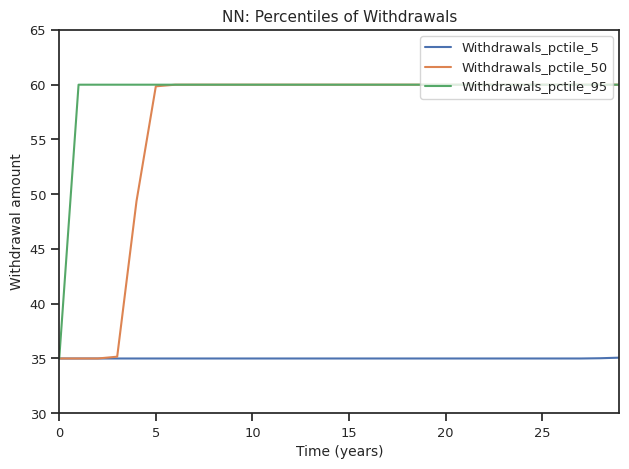 NN: Percentiles of Withdrawals
65
60
55
50
45
40
35
30
Withdrawal amount
Withdrawals_pctile_5
Withdrawals_pctile_50
Withdrawals_pctile_95
0 5 10 15 20 25
Time (years)